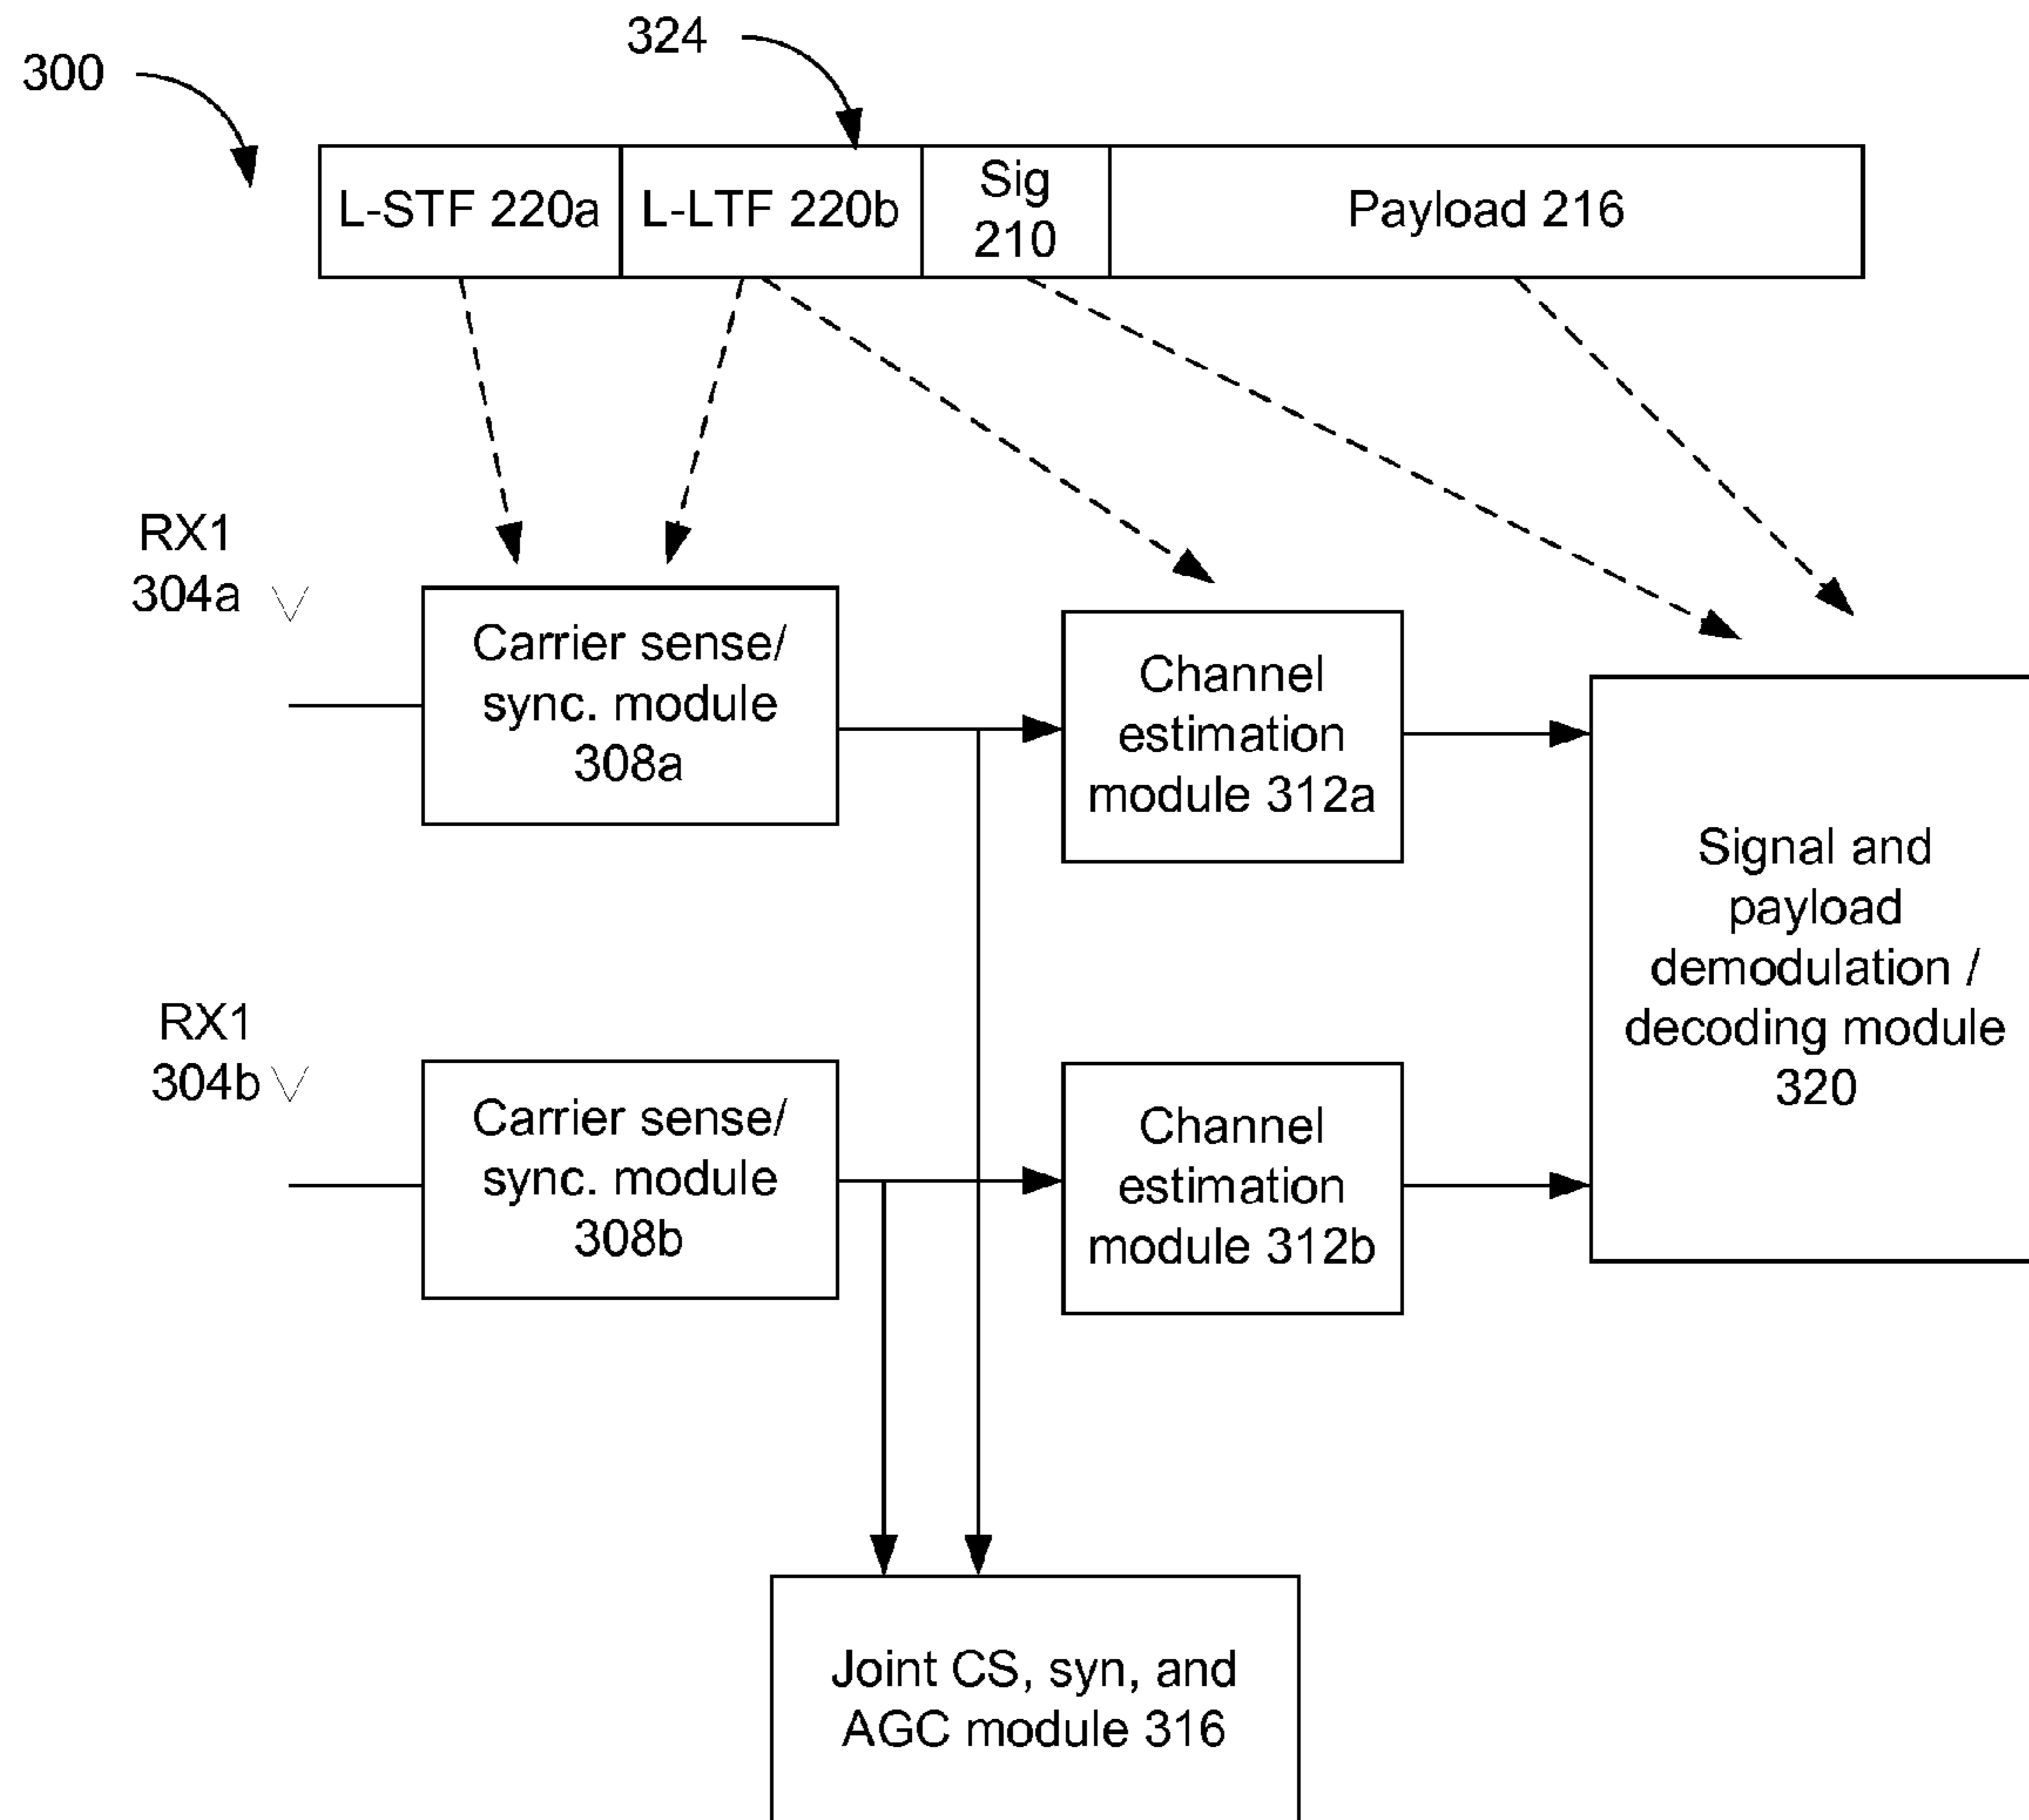 324
300
L-STF 220a
L-LTF 220b
Sig
210
Payload 216
RX1
304a
Carrier sense/
sync. module
308a
Channel
estimation
module 312a
Signal and
payload
demodulation /
decoding module
320
RX1
304b
Carrier sense/
sync. module
308b
Channel
estimation
module 312b
Joint CS, syn, and
AGC module 316